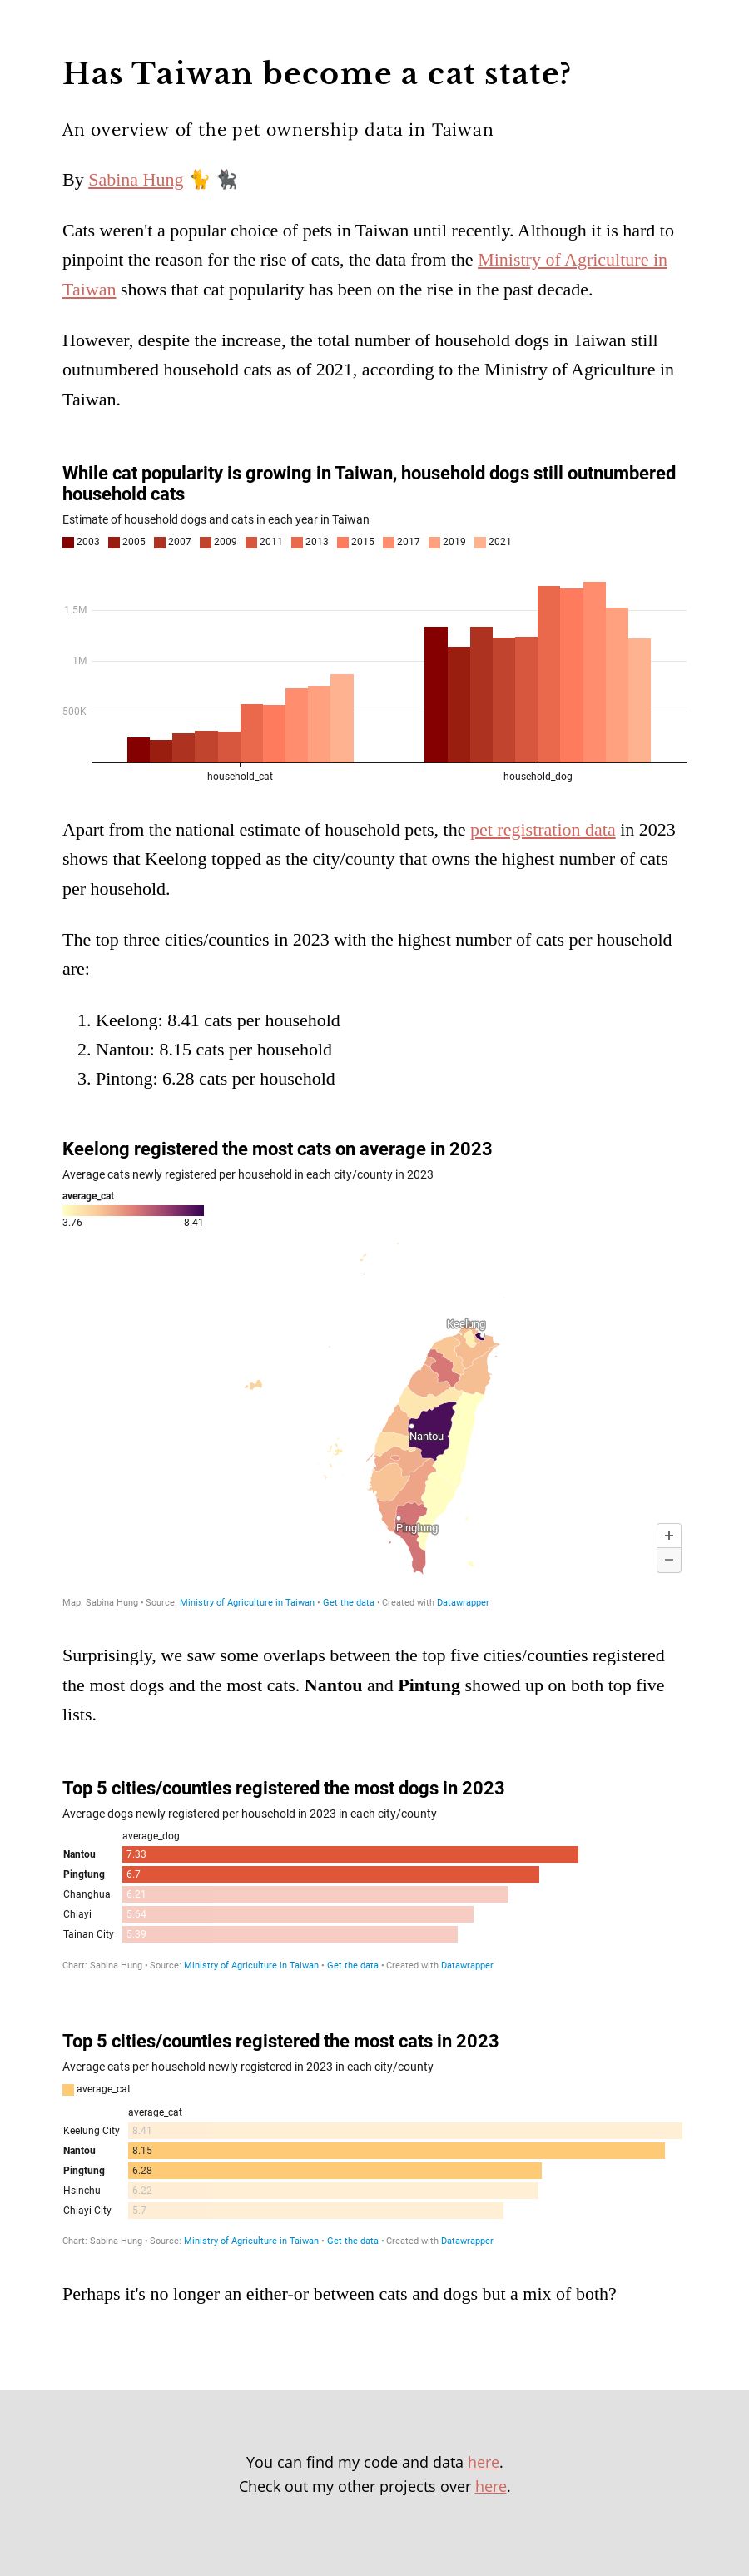 Has Taiwan become a cat state?
An overview of the pet ownership data in Taiwan
By Sabina Hung 🐈 🐈‍⬛
Cats weren't a popular choice of pets in Taiwan until recently. Although it is hard to
pinpoint the reason for the rise of cats, the data from the Ministry of Agriculture in
Taiwan shows that cat popularity has been on the rise in the past decade.
However, despite the increase, the total number of household dogs in Taiwan still
outnumbered household cats as of 2021, according to the Ministry of Agriculture in
Taiwan.
While cat popularity is growing in Taiwan, household dogs still outnumbered
household cats
Estimate of household dogs and cats in each year in Taiwan
2003 2005 2007 2009 2011 2013 2015 2017 2019 2021
1.5M
1M
500K
household_cat household_dog
Apart from the national estimate of household pets, the pet registration data in 2023
shows that Keelong topped as the city/county that owns the highest number of cats
per household.
The top three cities/counties in 2023 with the highest number of cats per household
are:
1. Keelong: 8.41 cats per household
2. Nantou: 8.15 cats per household
3. Pintong: 6.28 cats per household
Keelong registered the most cats on average in 2023
Average cats newly registered per household in each city/county in 2023
average_cat
3.76 8.41
Keelung
Nantou
Pingtung
+
−
Map: Sabina Hung • Source: Ministry of Agriculture in Taiwan • Get the data • Created with Datawrapper
Surprisingly, we saw some overlaps between the top five cities/counties registered
the most dogs and the most cats. Nantou and Pintung showed up on both top five
lists.
Top 5 cities/counties registered the most dogs in 2023
Average dogs newly registered per household in 2023 in each city/county
average_dog
Nantou 7.33
Pingtung 6.7
Changhua 6.21
Chiayi 5.64
Tainan City 5.39
Chart: Sabina Hung • Source: Ministry of Agriculture in Taiwan • Get the data • Created with Datawrapper
Top 5 cities/counties registered the most cats in 2023
Average cats per household newly registered in 2023 in each city/county
average_cat
average_cat
Keelung City 8.41
Nantou 8.15
Pingtung 6.28
Hsinchu 6.22
Chiayi City 5.7
Chart: Sabina Hung • Source: Ministry of Agriculture in Taiwan • Get the data • Created with Datawrapper
Perhaps it's no longer an either-or between cats and dogs but a mix of both?
You can find my code and data here.
Check out my other projects over here.